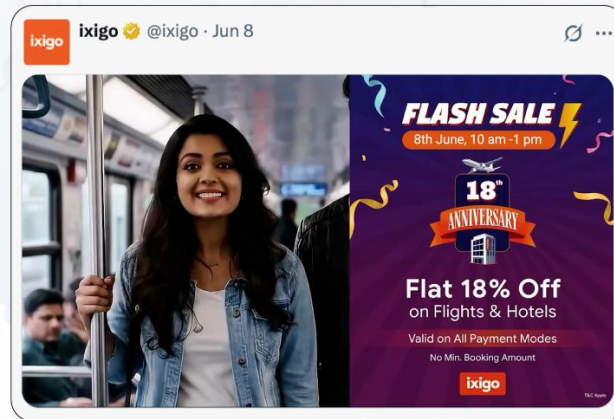 ixigo
ixigo @ixigo · Jun 8
FLASH SALE
8th June, 10 am -1 pm
18th
ANNIVERSARY
Flat 18% Off
on Flights & Hotels
Valid on All Payment Modes
No Min. Booking Amount
ixigo
T&C Apply